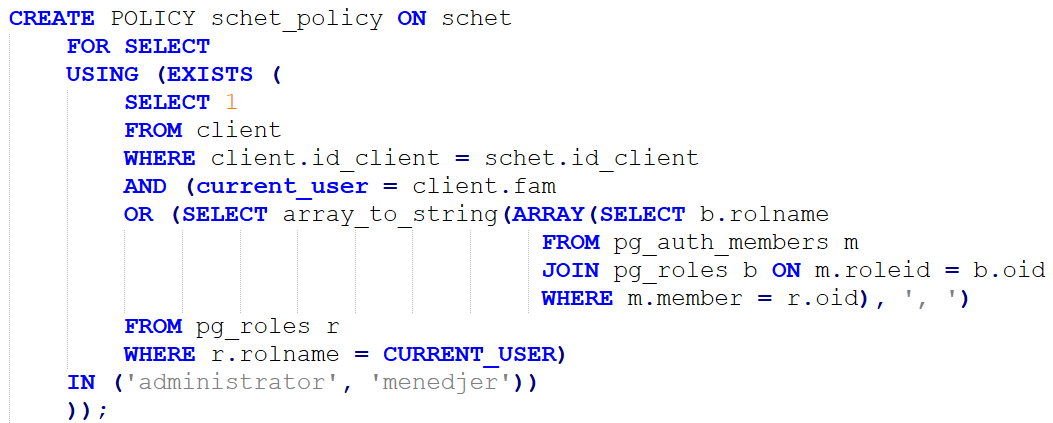 CREATE POLICY schet_policy ON schet
FOR SELECT
USING (EXISTS (
SELECT 1
FROM client
WHERE client.id_client = schet.id_client
AND (current_user = client.fam
OR (SELECT array_to_string(ARRAY(SELECT b.rolname
FROM pg_auth_members m
JOIN pg_roles b ON m.roleid = b.oid
WHERE m.member = r.oid), ', ')
FROM pg_roles r
WHERE r.rolname = CURRENT_USER)
IN ('administrator', 'menedjer'))
));